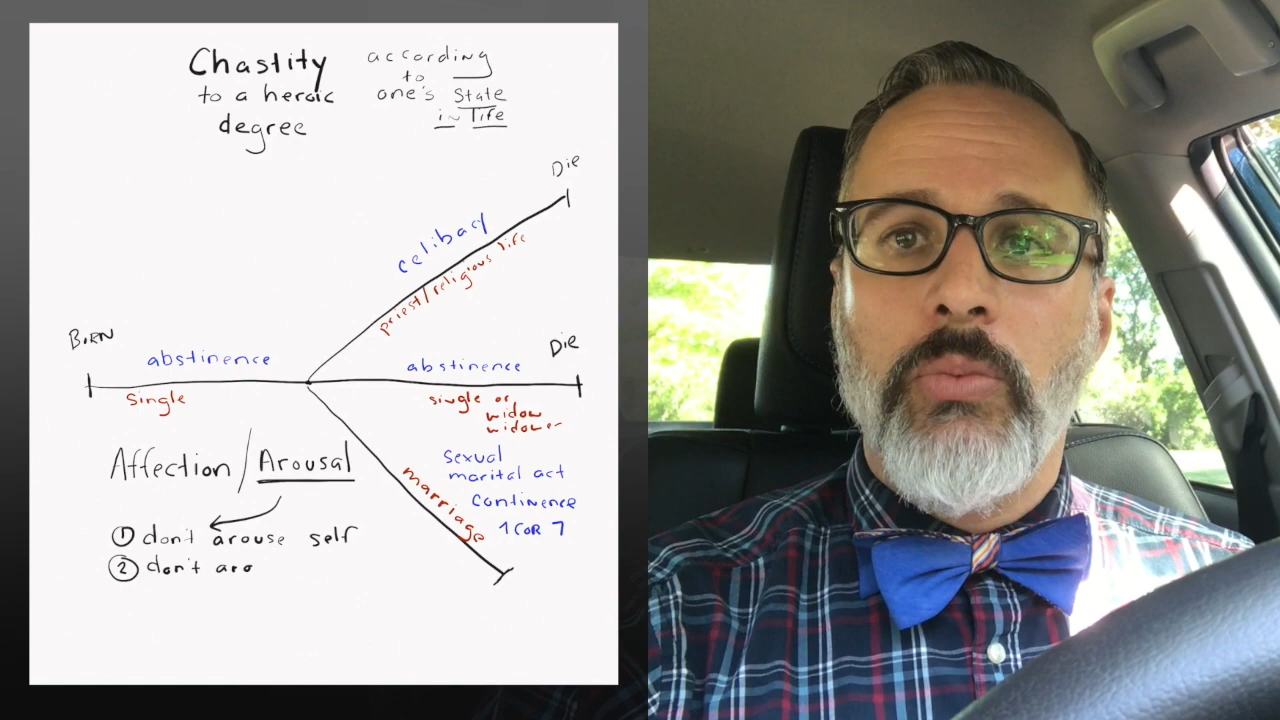 Chastity
to a heroic
degree
according
to
one's State
in Life
Die
celibacy
priest/religious life
BORN
abstinence
single
Die
abstinence
single or
widow
widower
Affection / Arousal
sexual
marital act
continence
1 COR 7
marriage
① don't arouse self
② don't aro